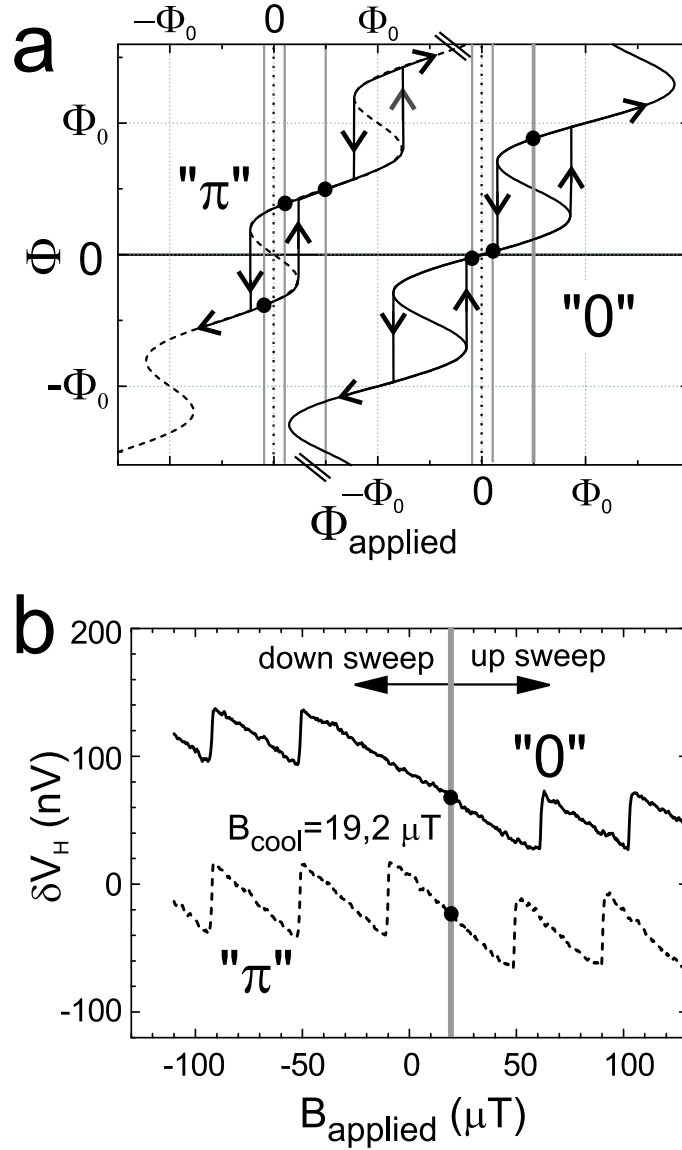 a
−Φ₀ 0 Φ₀
Φ₀
"π"
Φ 0
"0"
-Φ₀
−Φ₀ 0 Φ₀
Φapplied
b
200
down sweep up sweep
"0"
100
Bcool=19,2 μT
δVH (nV)
0
"π"
-100
-100 -50 0 50 100
Bapplied (μT)